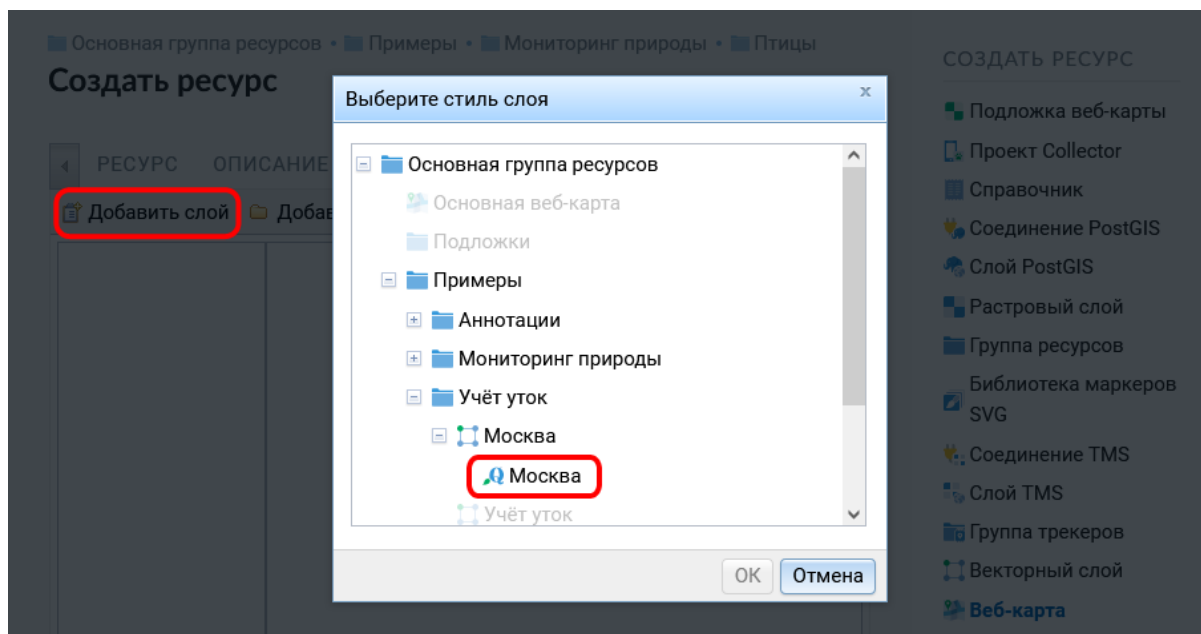 Основная группа ресурсов • Примеры • Мониторинг природы • Птицы
Создать ресурс
РЕСУРС ОПИСАНИЕ
Добавить слой Добав
Выберите стиль слоя x
Основная группа ресурсов
Основная веб-карта
Подложки
Примеры
Аннотации
Мониторинг природы
Учёт уток
Москва
Москва
Учёт уток
ОК Отмена
СОЗДАТЬ РЕСУРС
Подложка веб-карты
Проект Collector
Справочник
Соединение PostGIS
Слой PostGIS
Растровый слой
Группа ресурсов
Библиотека маркеров
SVG
Соединение TMS
Слой TMS
Группа трекеров
Векторный слой
Веб-карта